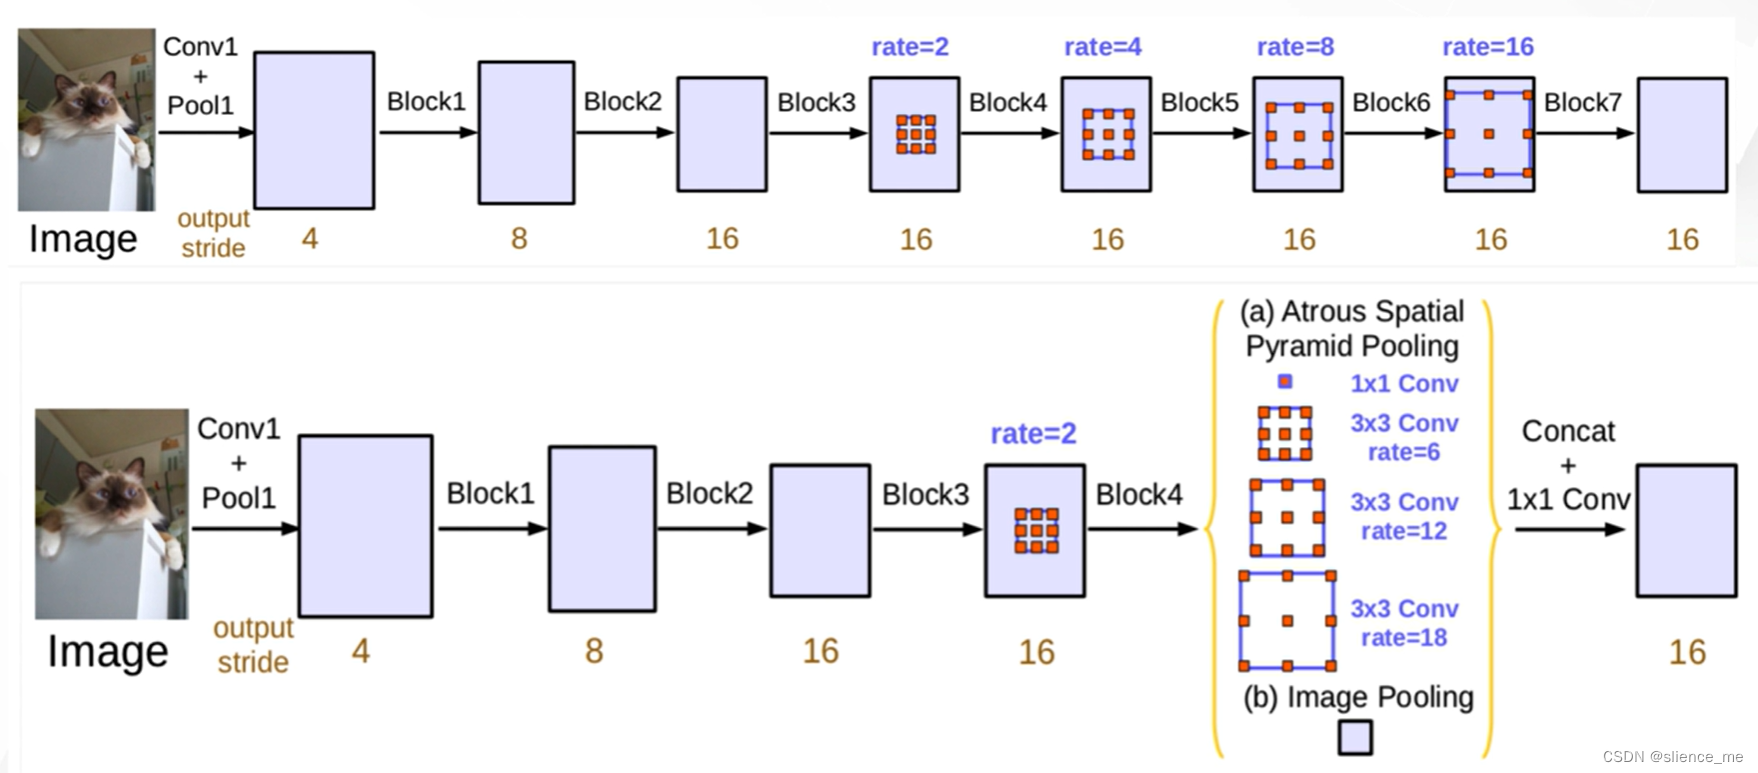 Conv1
+
Pool1
Block1
Block2
Block3
rate=2
Block4
rate=4
Block5
rate=8
Block6
rate=16
Block7
Image
output
stride
4
8
16
16
16
16
16
16
Conv1
+
Pool1
Block1
Block2
Block3
rate=2
Block4
(a) Atrous Spatial
Pyramid Pooling
1x1 Conv
3x3 Conv
rate=6
3x3 Conv
rate=12
3x3 Conv
rate=18
(b) Image Pooling
Concat
+
1x1 Conv
Image
output
stride
4
8
16
16
16
CSDN @slience_me